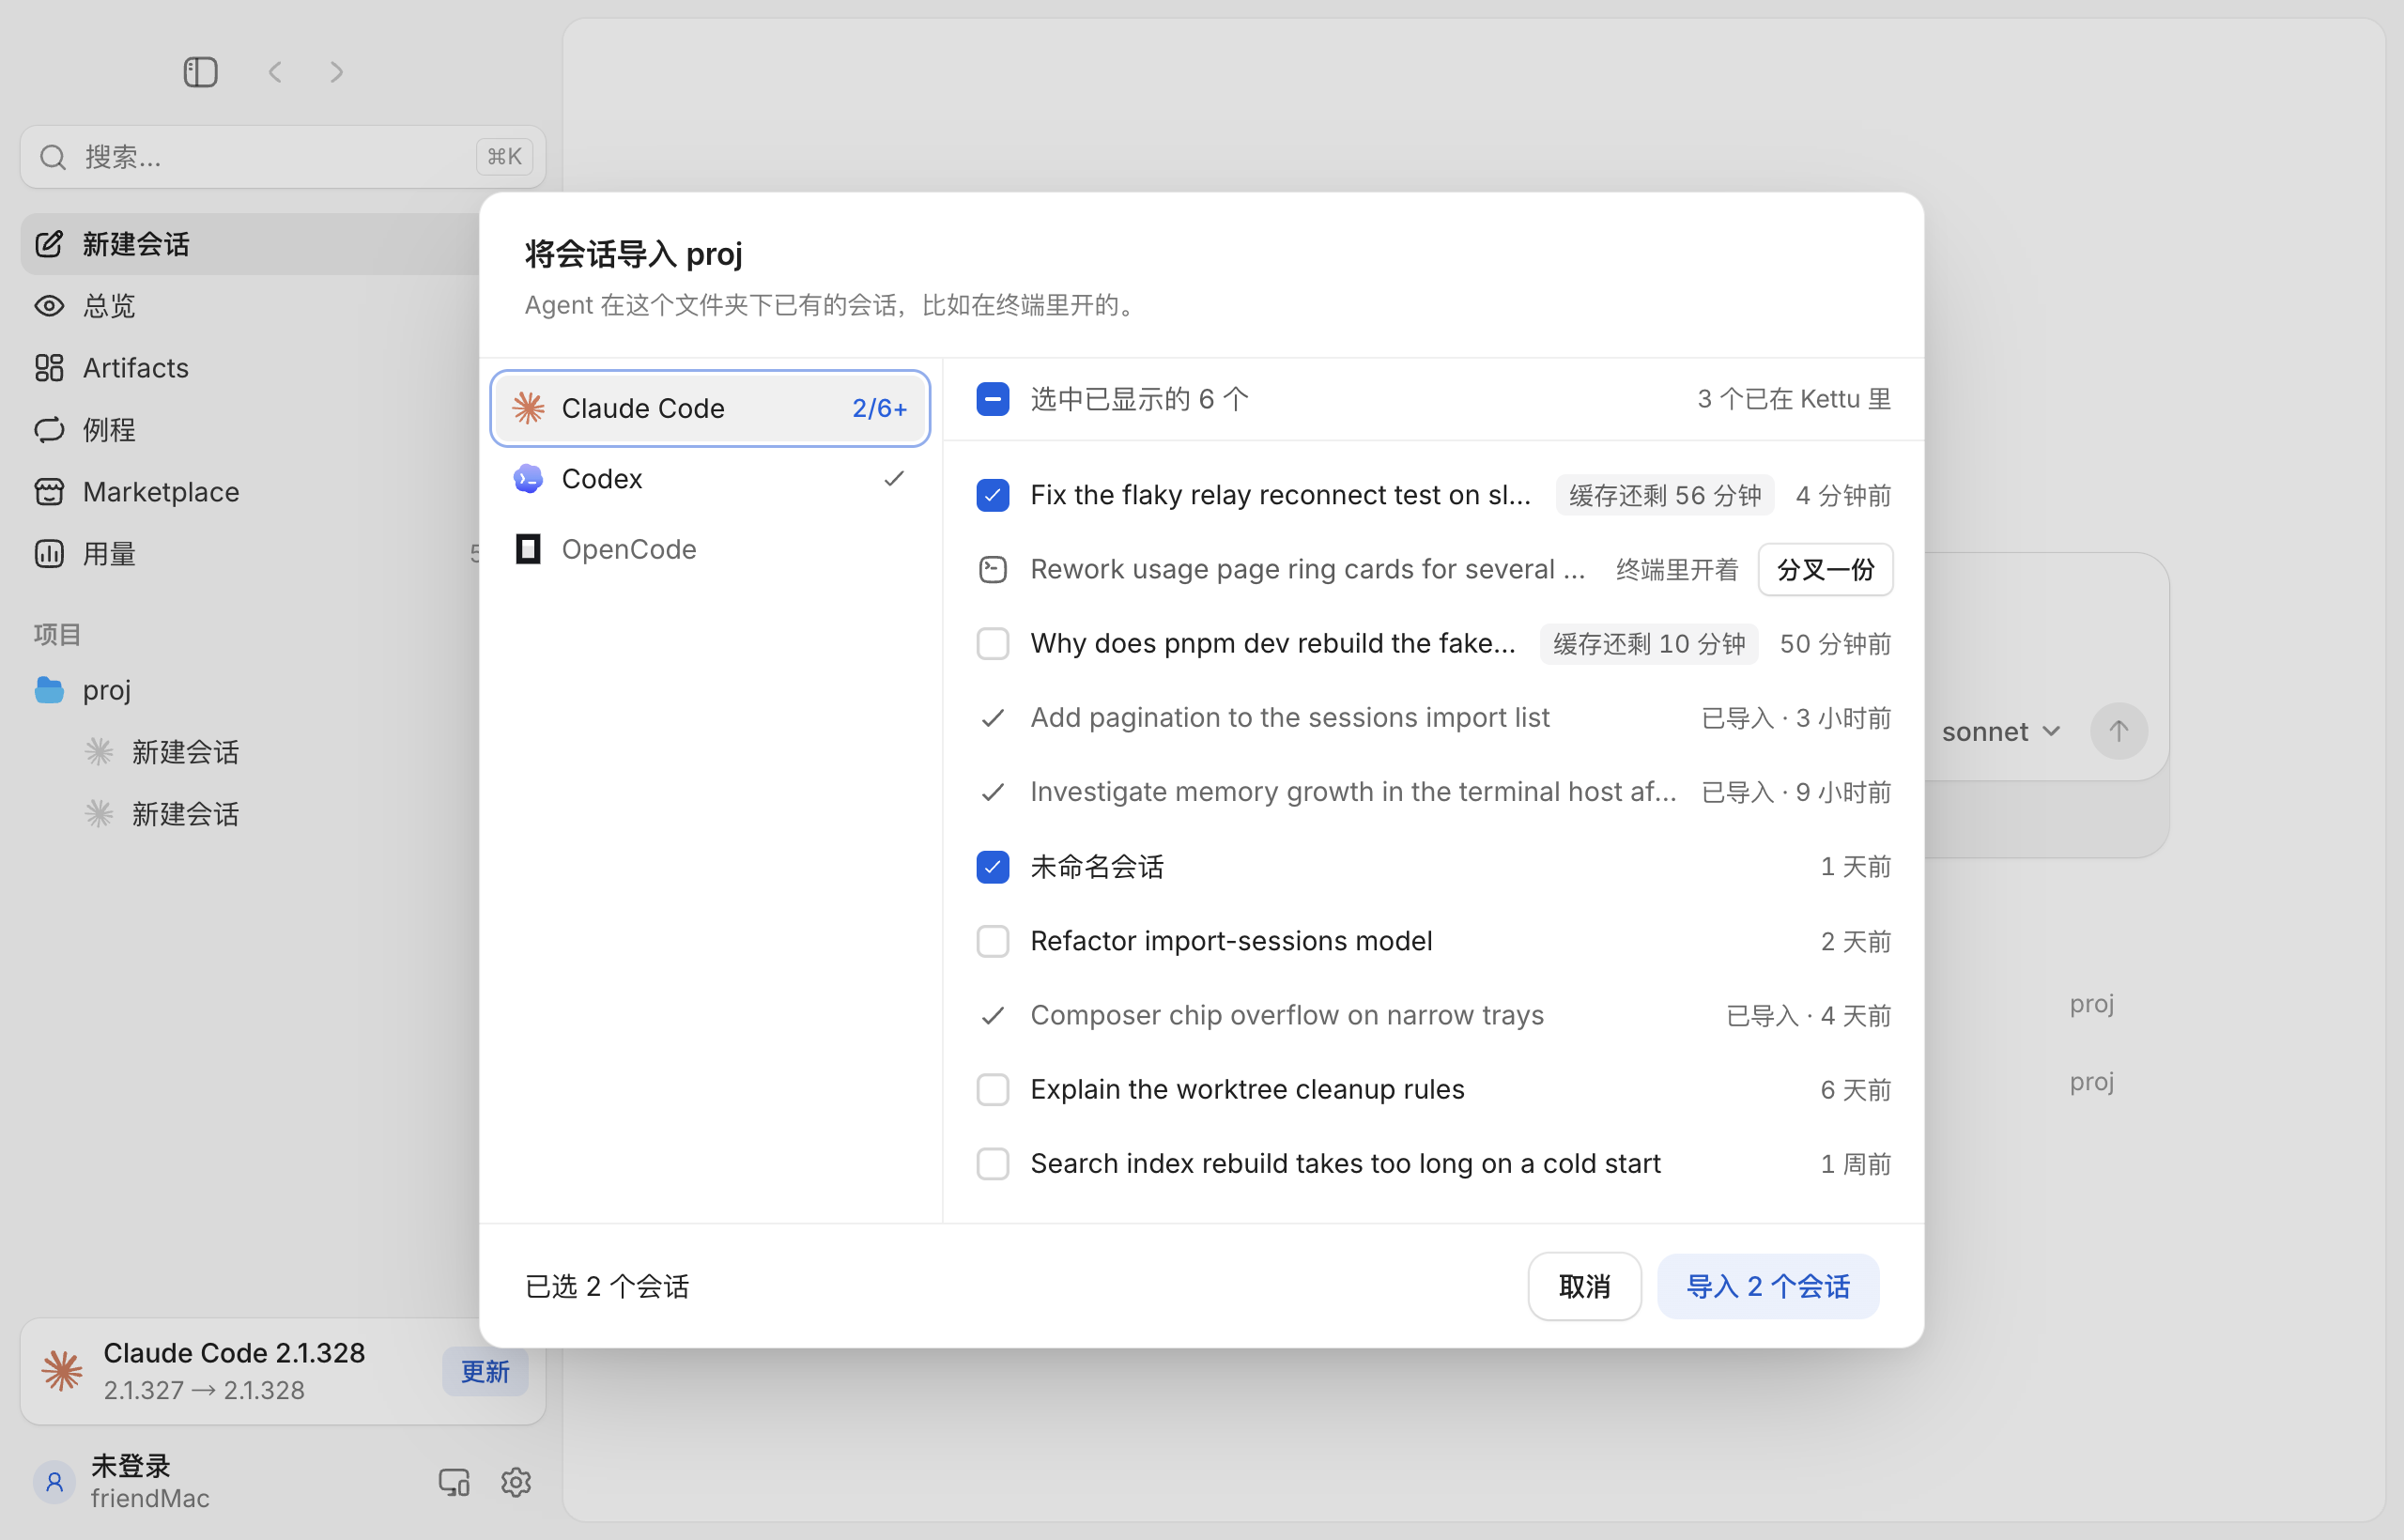 搜索...
⌘K
新建会话
总览
Artifacts
例程
Marketplace
用量
项目
proj
新建会话
新建会话
Claude Code 2.1.328
2.1.327 → 2.1.328
更新
未登录
friendMac
将会话导入 proj
Agent 在这个文件夹下已有的会话，比如在终端里开的。
Claude Code 2/6+
Codex
OpenCode
选中已显示的 6 个 3 个已在 Kettu 里
Fix the flaky relay reconnect test on sl... 缓存还剩 56 分钟 4 分钟前
Rework usage page ring cards for several ... 终端里开着 分叉一份
Why does pnpm dev rebuild the fake... 缓存还剩 10 分钟 50 分钟前
Add pagination to the sessions import list 已导入 · 3 小时前
Investigate memory growth in the terminal host af... 已导入 · 9 小时前
未命名会话 1 天前
Refactor import-sessions model 2 天前
Composer chip overflow on narrow trays 已导入 · 4 天前
Explain the worktree cleanup rules 6 天前
Search index rebuild takes too long on a cold start 1 周前
已选 2 个会话
取消
导入 2 个会话
sonnet
proj
proj